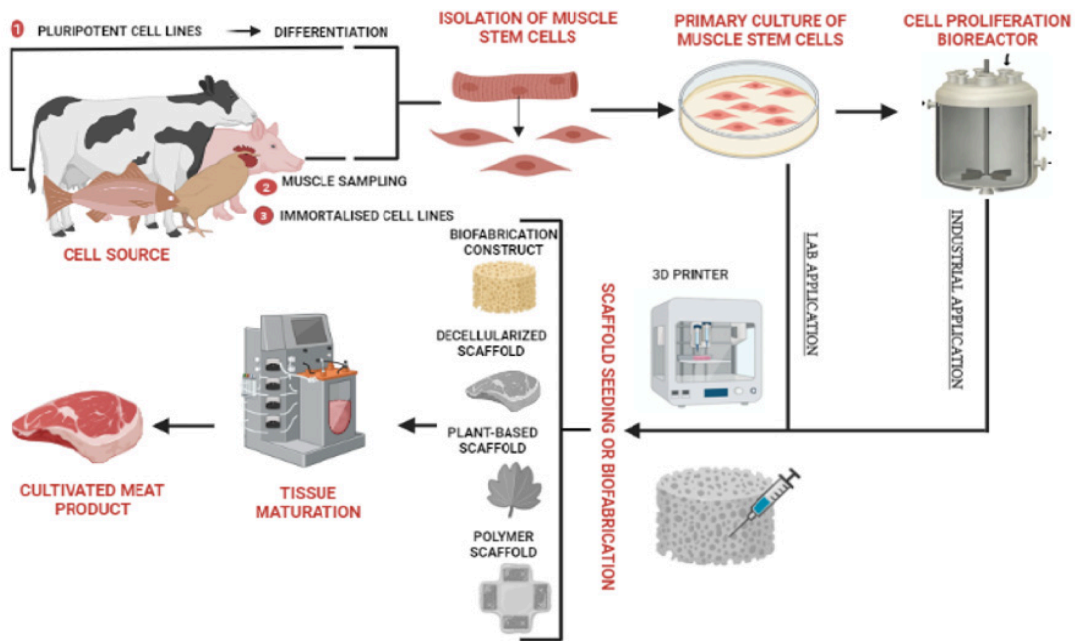 1 PLURIPOTENT CELL LINES
DIFFERENTIATION
ISOLATION OF MUSCLE
STEM CELLS
PRIMARY CULTURE OF
MUSCLE STEM CELLS
CELL PROLIFERATION
BIOREACTOR
2 MUSCLE SAMPLING
3 IMMORTALISED CELL LINES
CELL SOURCE
LAB APPLICATION
INDUSTRIAL APPLICATION
3D PRINTER
SCAFFOLD SEEDING OR BIOFABRICATION
BIOFABRICATION
CONSTRUCT
DECELLULARIZED
SCAFFOLD
PLANT-BASED
SCAFFOLD
POLYMER
SCAFFOLD
TISSUE
MATURATION
CULTIVATED MEAT
PRODUCT